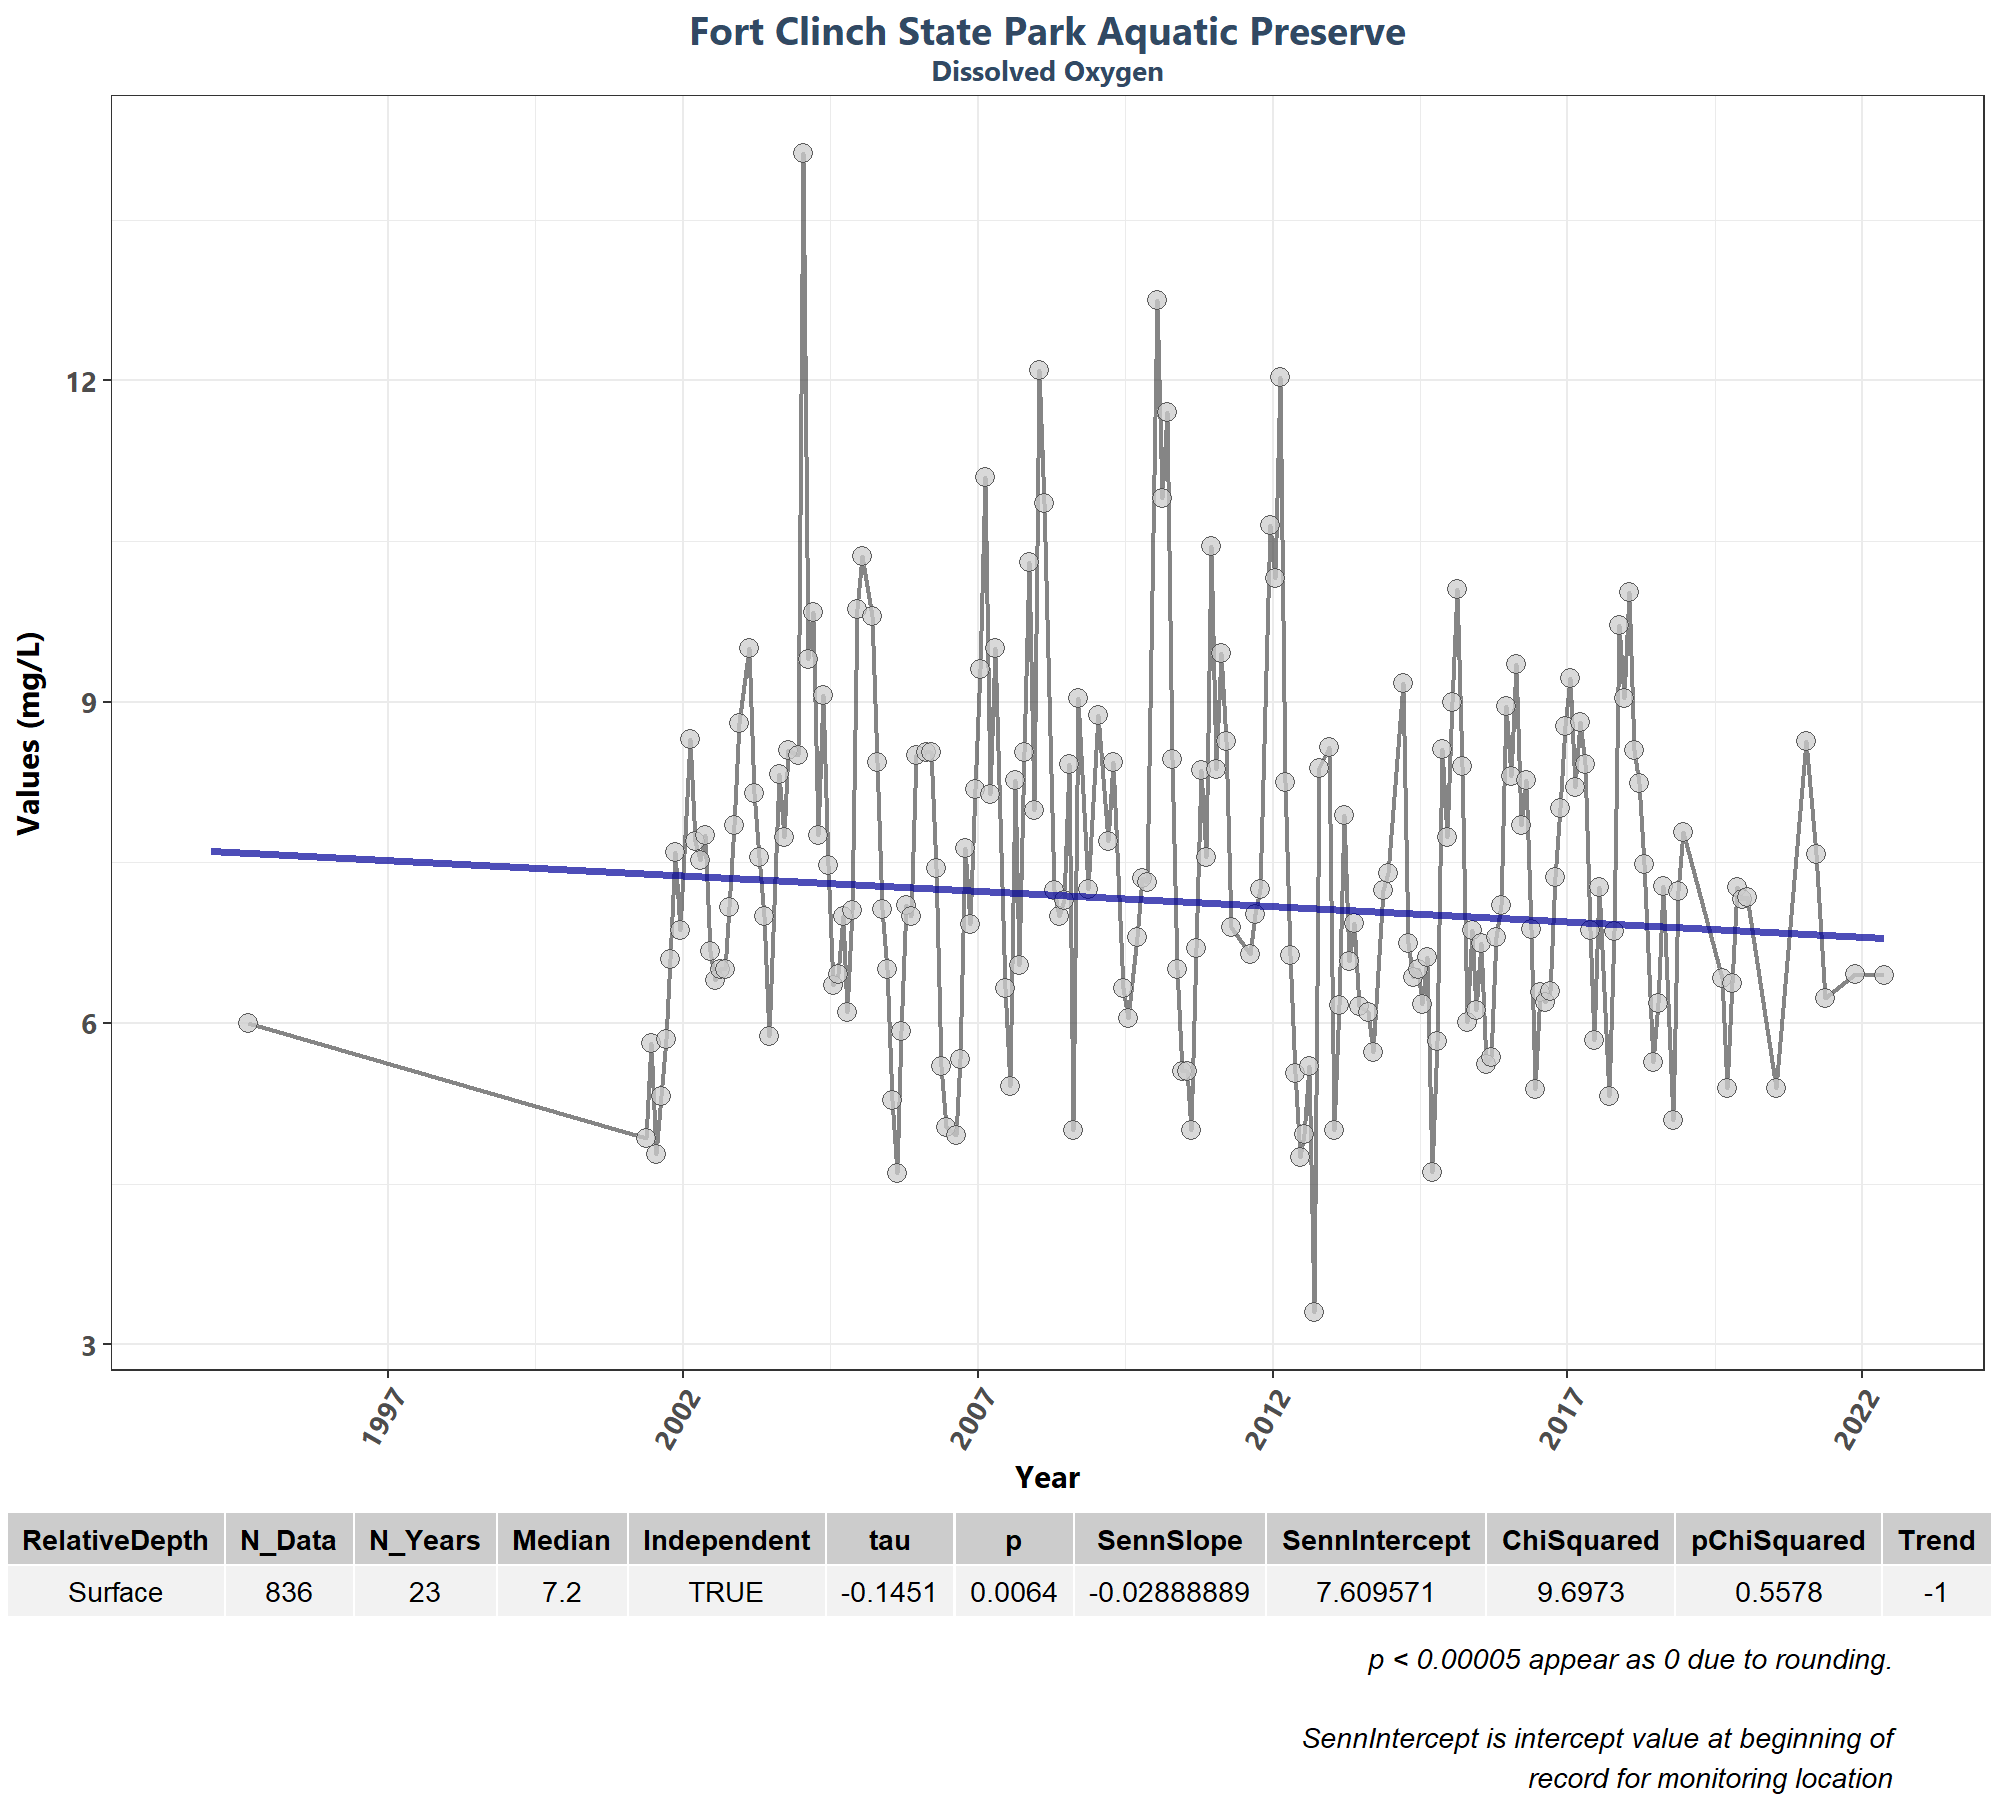 Fort Clinch State Park Aquatic Preserve
Dissolved Oxygen
Values (mg/L)
12
9
6
3
1997
2002
2007
2012
2017
2022
Year
RelativeDepth N_Data N_Years Median Independent tau p SennSlope SennIntercept ChiSquared pChiSquared Trend
Surface 836 23 7.2 TRUE -0.1451 0.0064 -0.02888889 7.609571 9.6973 0.5578 -1
p < 0.00005 appear as 0 due to rounding.
SennIntercept is intercept value at beginning of
record for monitoring location